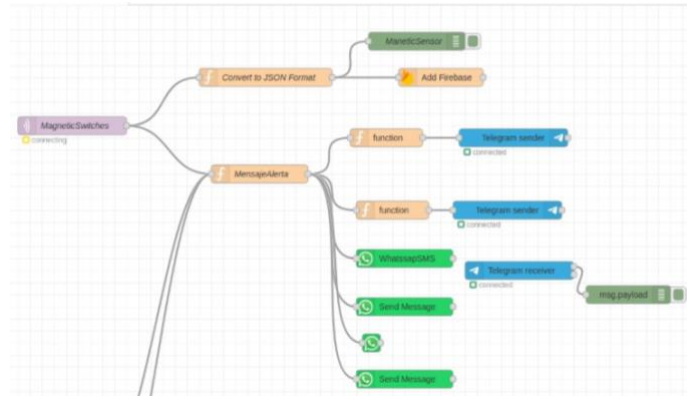 ManeticSensor
Convert to JSON Format
Add Firebase
MagneticSwitches
connecting
function
Telegram sender
connected
MensajeAlerta
function
Telegram sender
connected
WhatssapSMS
Telegram receiver
connected
msg.payload
Send Message
Send Message